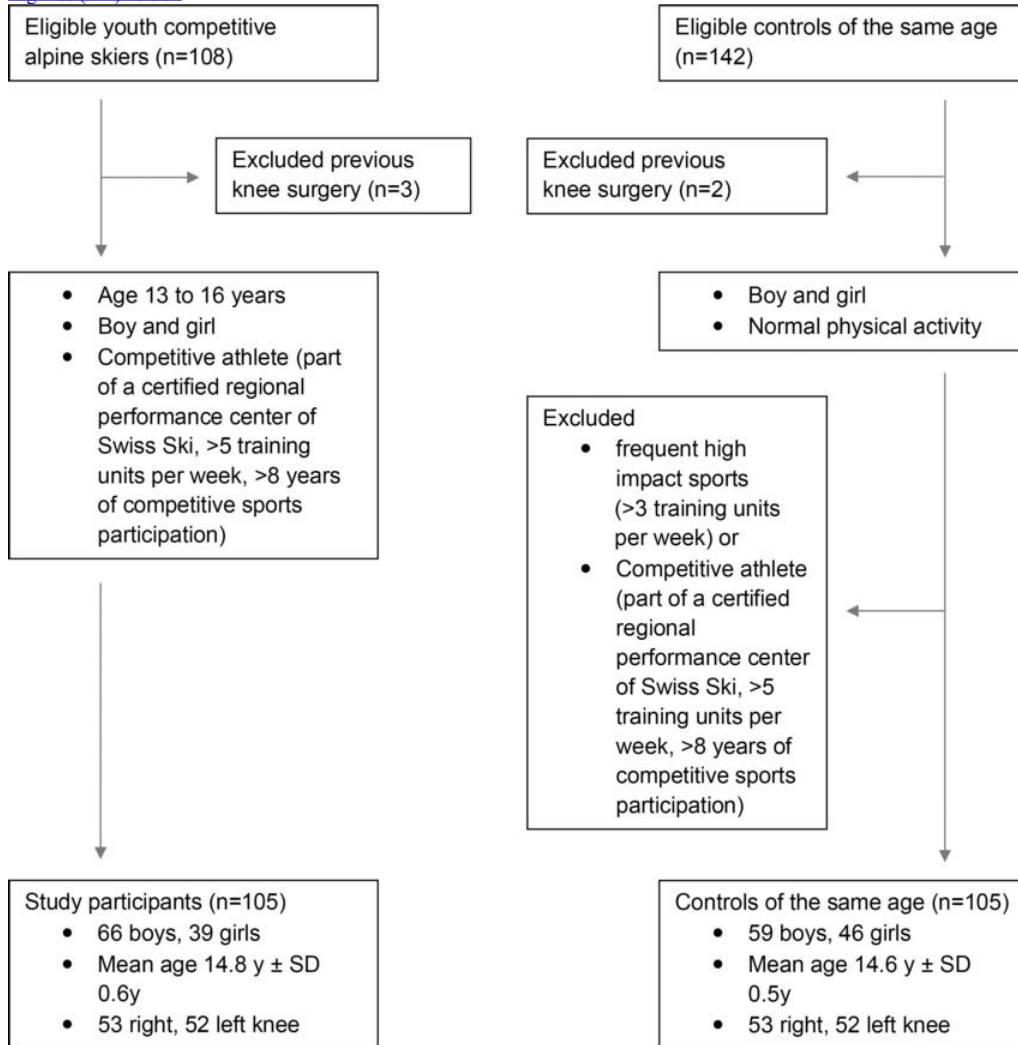 Eligible youth competitive
alpine skiers (n=108)
Eligible controls of the same age
(n=142)
Excluded previous
knee surgery (n=3)
Excluded previous
knee surgery (n=2)
• Age 13 to 16 years
• Boy and girl
• Competitive athlete (part
of a certified regional
performance center of
Swiss Ski, >5 training
units per week, >8 years
of competitive sports
participation)
• Boy and girl
• Normal physical activity
Excluded
• frequent high
impact sports
(>3 training units
per week) or
• Competitive athlete
(part of a certified
regional
performance center
of Swiss Ski, >5
training units per
week, >8 years of
competitive sports
participation)
Study participants (n=105)
• 66 boys, 39 girls
• Mean age 14.8 y ± SD
0.6y
• 53 right, 52 left knee
Controls of the same age (n=105)
• 59 boys, 46 girls
• Mean age 14.6 y ± SD
0.5y
• 53 right, 52 left knee